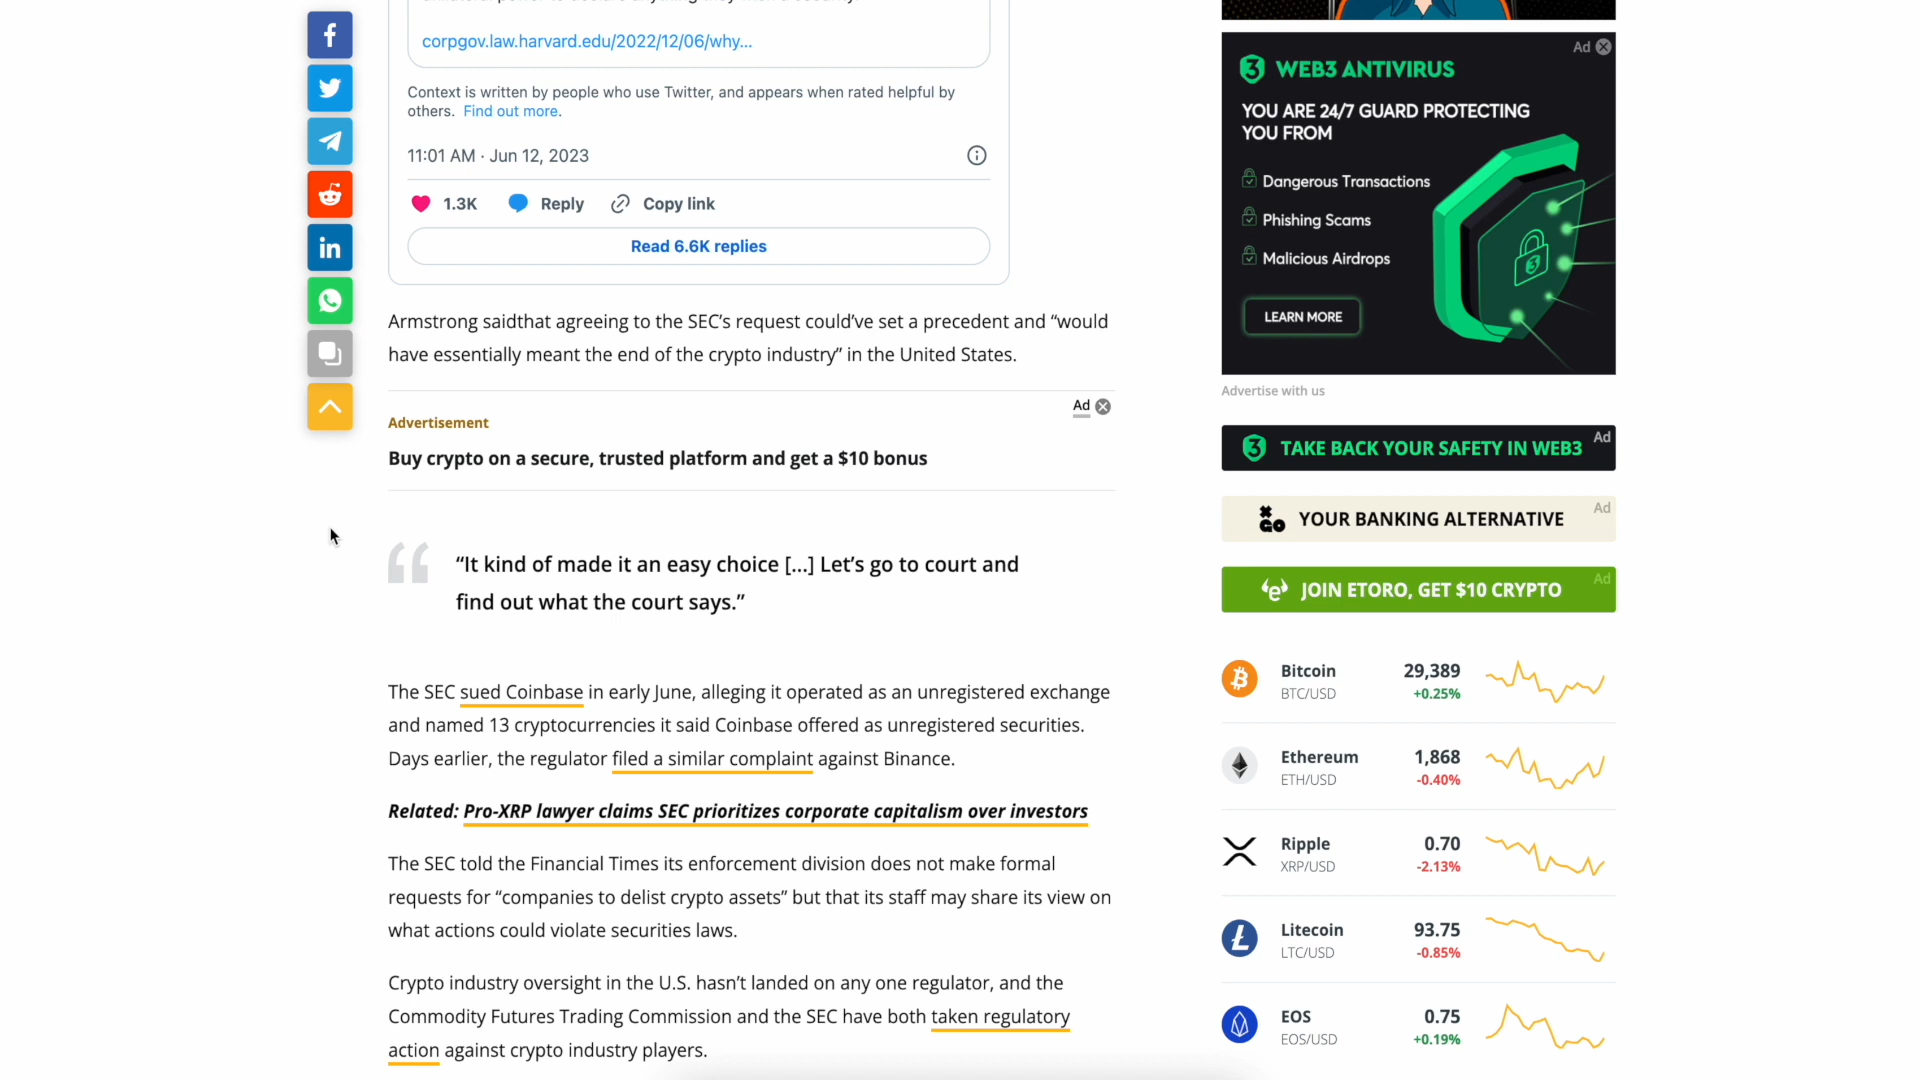 corpgov.law.harvard.edu/2022/12/06/why...
Context is written by people who use Twitter, and appears when rated helpful by
others. Find out more.
11:01 AM · Jun 12, 2023
1.3K Reply Copy link
Read 6.6K replies
Armstrong saidthat agreeing to the SEC’s request could’ve set a precedent and “would
have essentially meant the end of the crypto industry” in the United States.
Ad
Advertisement
Buy crypto on a secure, trusted platform and get a $10 bonus
“It kind of made it an easy choice [...] Let’s go to court and
find out what the court says.”
The SEC sued Coinbase in early June, alleging it operated as an unregistered exchange
and named 13 cryptocurrencies it said Coinbase offered as unregistered securities.
Days earlier, the regulator filed a similar complaint against Binance.
Related: Pro-XRP lawyer claims SEC prioritizes corporate capitalism over investors
The SEC told the Financial Times its enforcement division does not make formal
requests for “companies to delist crypto assets” but that its staff may share its view on
what actions could violate securities laws.
Crypto industry oversight in the U.S. hasn’t landed on any one regulator, and the
Commodity Futures Trading Commission and the SEC have both taken regulatory
action against crypto industry players.
Ad
WEB3 ANTIVIRUS
YOU ARE 24/7 GUARD PROTECTING
YOU FROM
Dangerous Transactions
Phishing Scams
Malicious Airdrops
LEARN MORE
Advertise with us
TAKE BACK YOUR SAFETY IN WEB3 Ad
YOUR BANKING ALTERNATIVE Ad
JOIN ETORO, GET $10 CRYPTO Ad
Bitcoin 29,389
BTC/USD +0.25%
Ethereum 1,868
ETH/USD -0.40%
Ripple 0.70
XRP/USD -2.13%
Litecoin 93.75
LTC/USD -0.85%
EOS 0.75
EOS/USD +0.19%